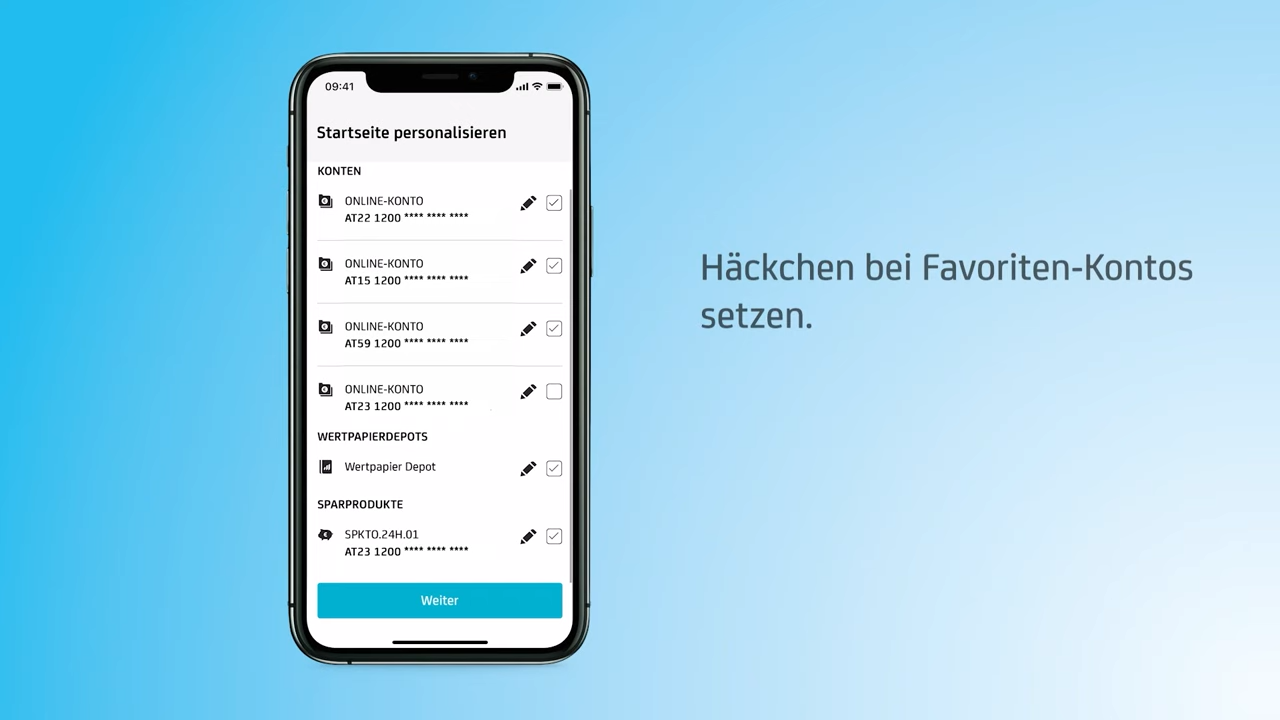 09:41
Startseite personalisieren
KONTEN
ONLINE-KONTO
AT22 1200 **** **** ****
ONLINE-KONTO
AT15 1200 **** **** ****
ONLINE-KONTO
AT59 1200 **** **** ****
ONLINE-KONTO
AT23 1200 **** **** ****
WERTPAPIERDEPOTS
Wertpapier Depot
SPARPRODUKTE
SPKTO.24H.01
AT23 1200 **** **** ****
Weiter
Häckchen bei Favoriten-Kontos
setzen.